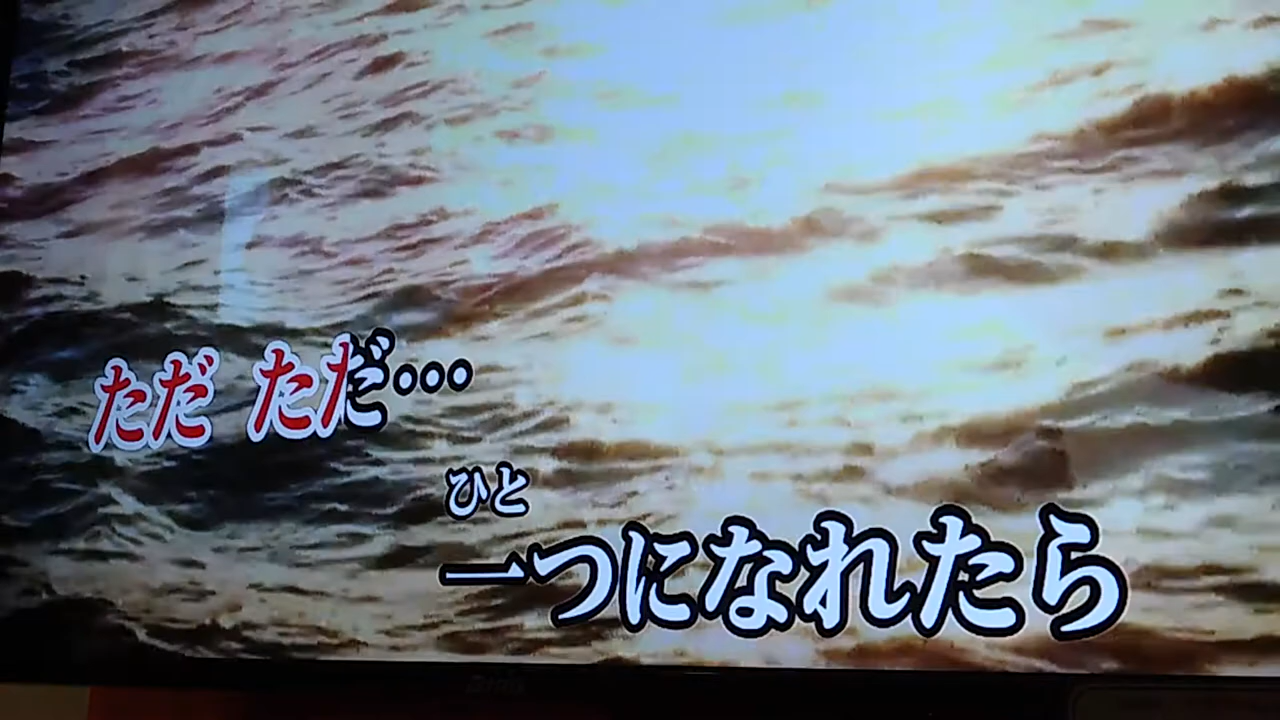 ただ ただ…
ひと
一つになれたら